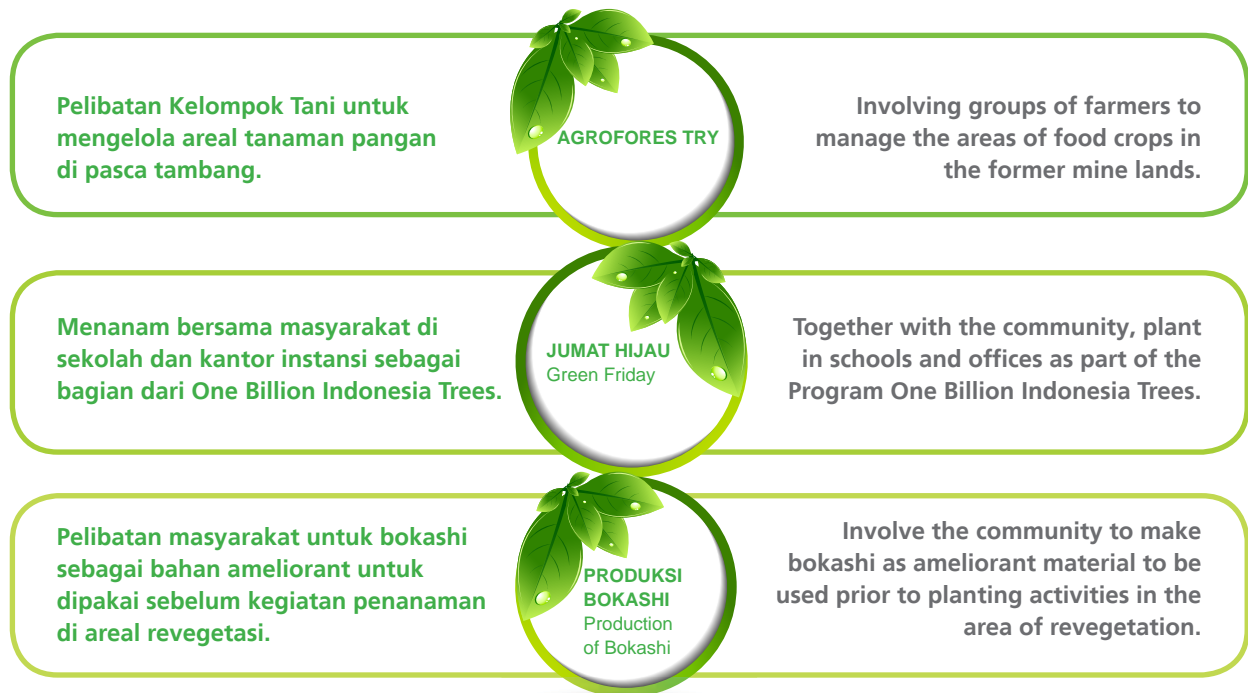 Pelibatan Kelompok Tani untuk
mengelola areal tanaman pangan
di pasca tambang.
AGROFORES TRY
Involving groups of farmers to
manage the areas of food crops in
the former mine lands.
Menanam bersama masyarakat di
sekolah dan kantor instansi sebagai
bagian dari One Billion Indonesia Trees.
JUMAT HIJAU
Green Friday
Together with the community, plant
in schools and offices as part of the
Program One Billion Indonesia Trees.
Pelibatan masyarakat untuk bokashi
sebagai bahan ameliorant untuk
dipakai sebelum kegiatan penanaman
di areal revegetasi.
PRODUKSI
BOKASHI
Production
of Bokashi
Involve the community to make
bokashi as ameliorant material to be
used prior to planting activities in the
area of revegetation.